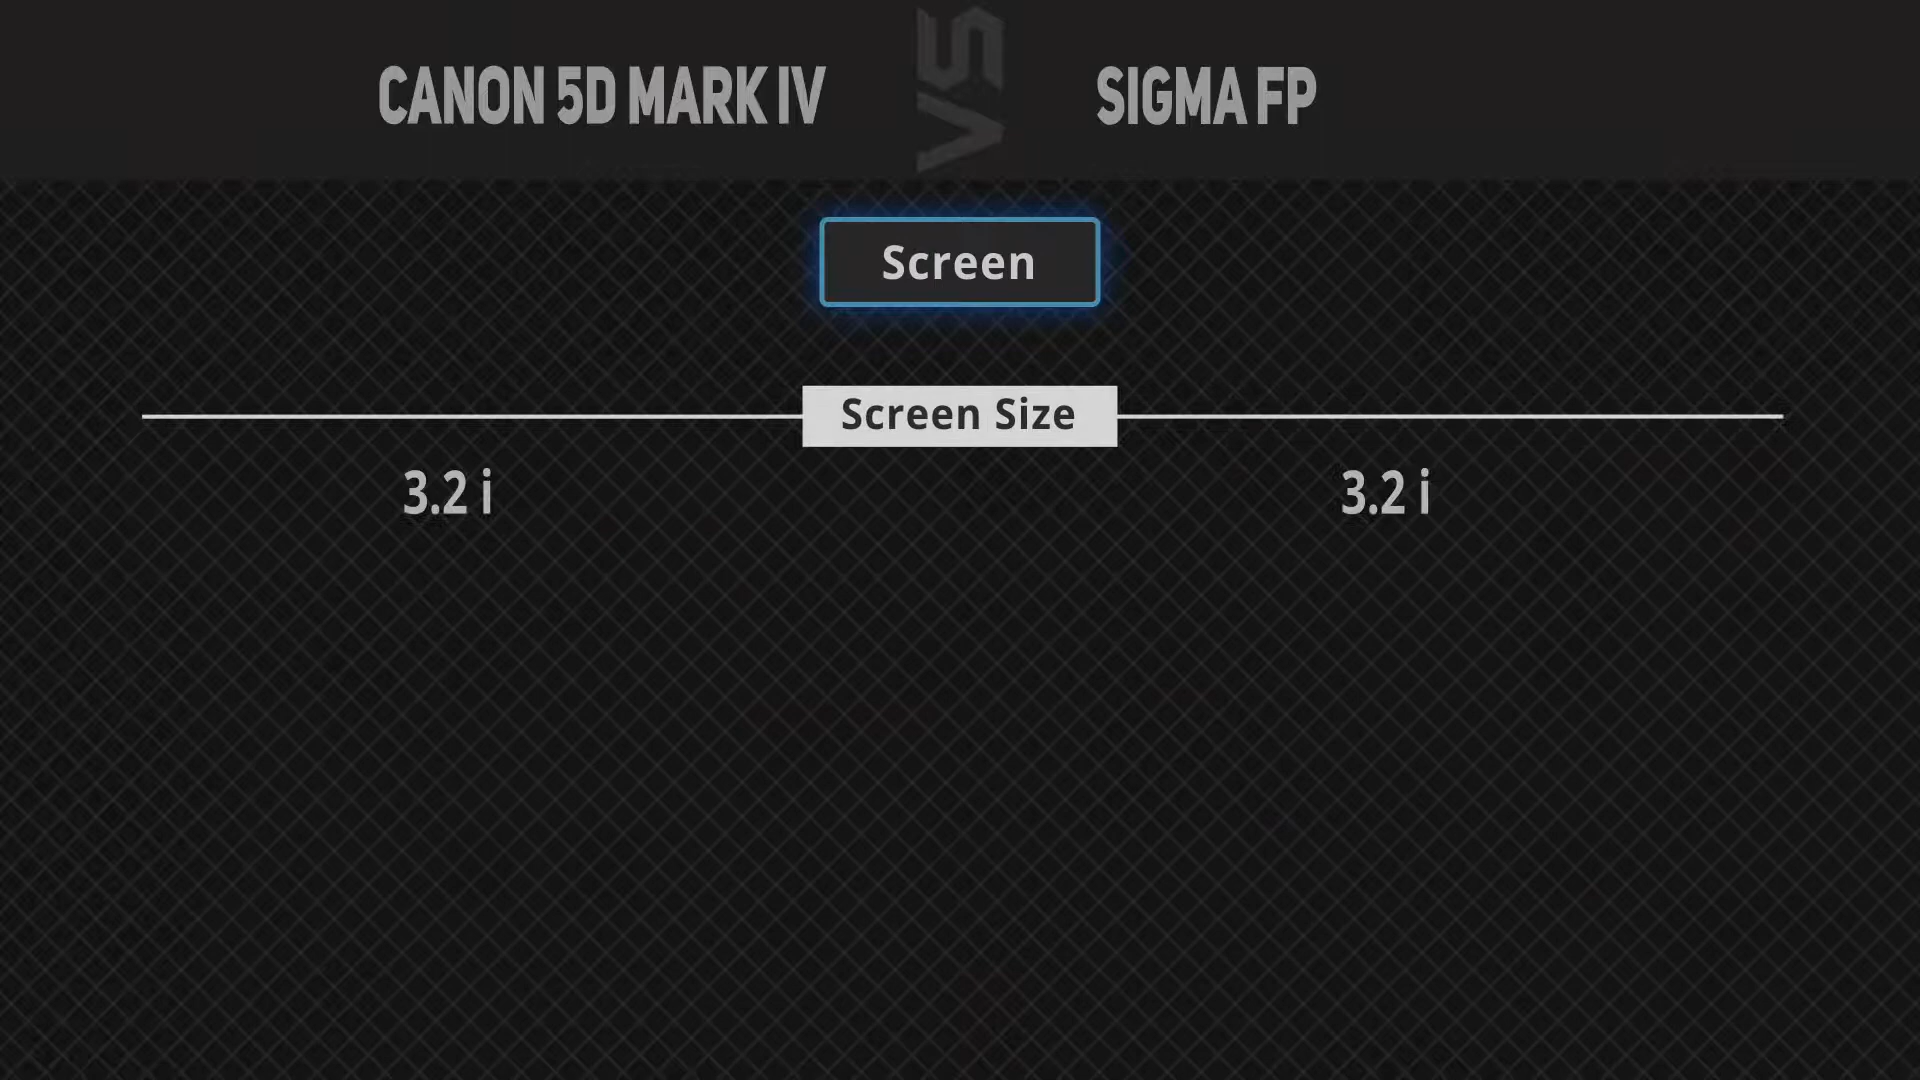 CANON 5D MARK IV
VS
SIGMA FP
Screen
Screen Size
3.2 i
3.2 i